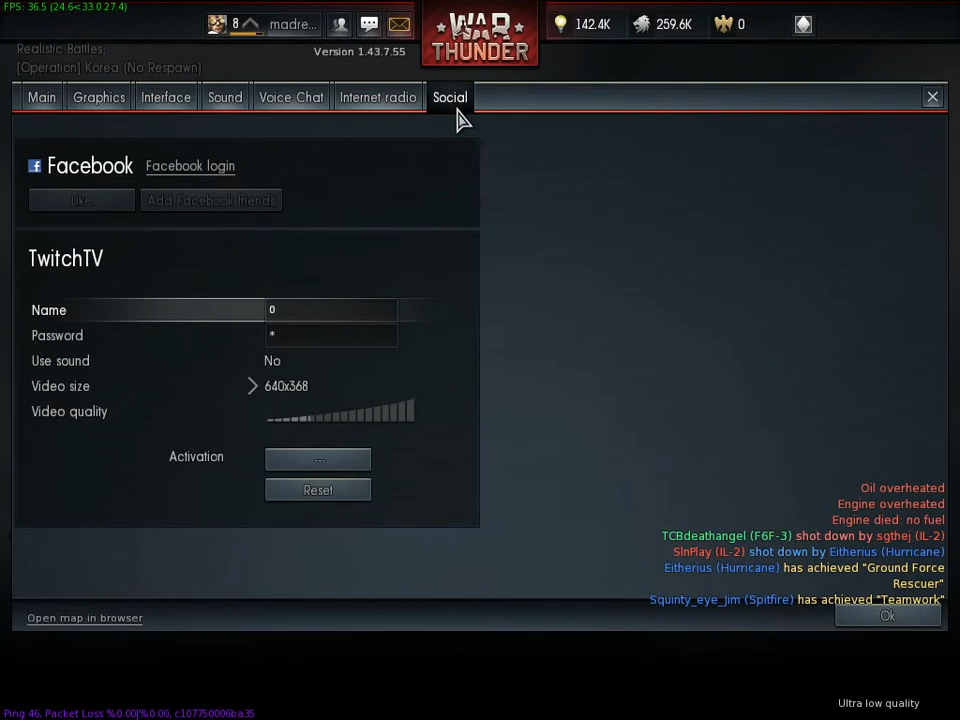 FPS: 36.5 (24.6<33.0 27.4)
8 madre...
WAR THUNDER
142.4K 259.6K 0
Realistic Battles,
[Operation] Korea (No Respawn)
Version 1.43.7.55
Main Graphics Interface Sound Voice Chat Internet radio Social
Facebook Facebook login
Like Add Facebook friends
TwitchTV
Name 0
Password *
Use sound No
Video size 640x368
Video quality
Activation ...
Reset
Oil overheated
Engine overheated
Engine died: no fuel
TCBdeathangel (F6F-3) shot down by sgthej (IL-2)
SlnPlay (IL-2) shot down by Eitherius (Hurricane)
Eitherius (Hurricane) has achieved "Ground Force
Rescuer"
Squinty_eye_Jim (Spitfire) has achieved "Teamwork"
Open map in browser
Ok
Ultra low quality
Ping 46, Packet Loss %0.00|%0.00, c107750006ba35